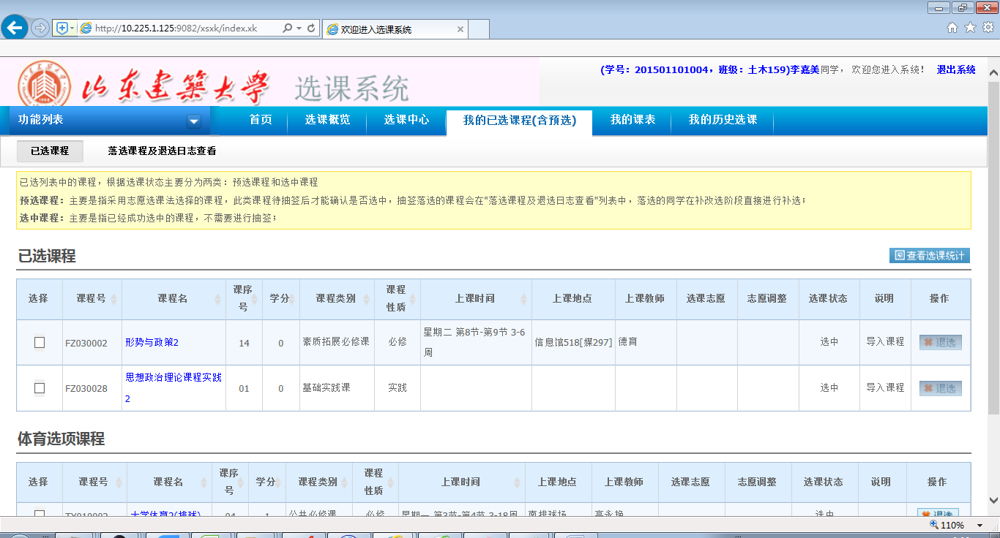 http://10.225.1.125:9082/xsxk/index.xk
欢迎进入选课系统
山东建筑大学 选课系统
(学号：201501101004，班级：土木159)李嘉美同学， 欢迎您进入系统！ 退出系统
功能列表 首页 选课概览 选课中心 我的已选课程(含预选) 我的课表 我的历史选课
已选课程 落选课程及退选日志查看
已选列表中的课程，根据选课状态主要分为两类：预选课程和选中课程
预选课程：主要是指采用志愿选课法选择的课程，此类课程待抽签后才能确认是否选中，抽签落选的课程会在"落选课程及退选日志查看"列表中，落选的同学在补改选阶段直接进行补选；
选中课程：主要是指已经成功选中的课程，不需要进行抽签；
已选课程 查看选课统计
选择 课程号 课程名 课序号 学分 课程类别 课程性质 上课时间 上课地点 上课教师 选课志愿 志愿调整 选课状态 说明 操作
FZ030002 形势与政策2 14 0 素质拓展必修课 必修 星期二 第8节-第9节 3-6周 信息馆518[媒297] 德育 选中 导入课程 退选
FZ030028 思想政治理论课程实践2 01 0 基础实践课 实践 选中 导入课程 退选
体育选项课程
选择 课程号 课程名 课序号 学分 课程类别 课程性质 上课时间 上课地点 上课教师 选课志愿 志愿调整 选课状态 说明 操作
TY010002 大学体育2(排球) 04 1 公共必修课 必修 星期一 第3节-第4节 3-18周 南排球场 高永艳 选中 退选
110%